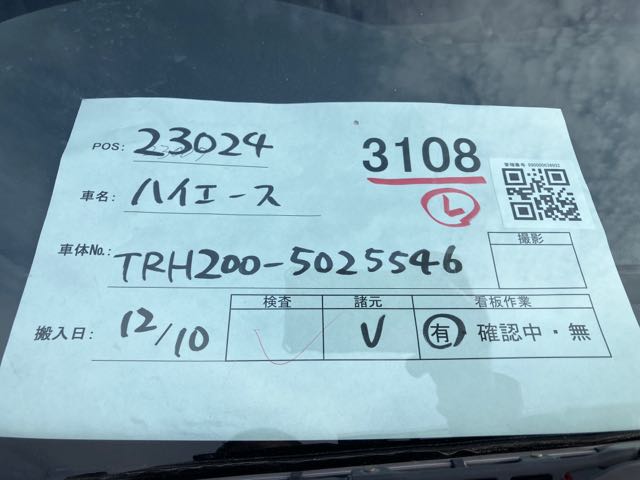 POS: 23024
3108
L
車名: ハイエース
車体No.: TRH200-5025546
撮影
搬入日: 12/10
検査 諸元 看板作業
V 有 確認中・無